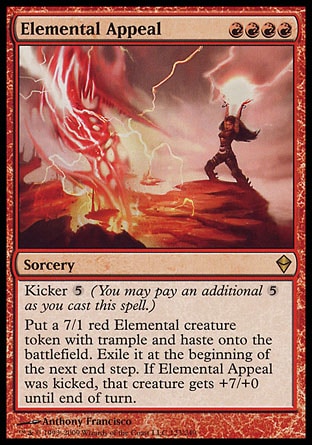 Elemental Appeal
Sorcery
Kicker 5 (You may pay an additional 5
as you cast this spell.)
Put a 7/1 red Elemental creature
token with trample and haste onto the
battlefield. Exile it at the beginning of
the next end step. If Elemental Appeal
was kicked, that creature gets +7/+0
until end of turn.
Anthony Francisco